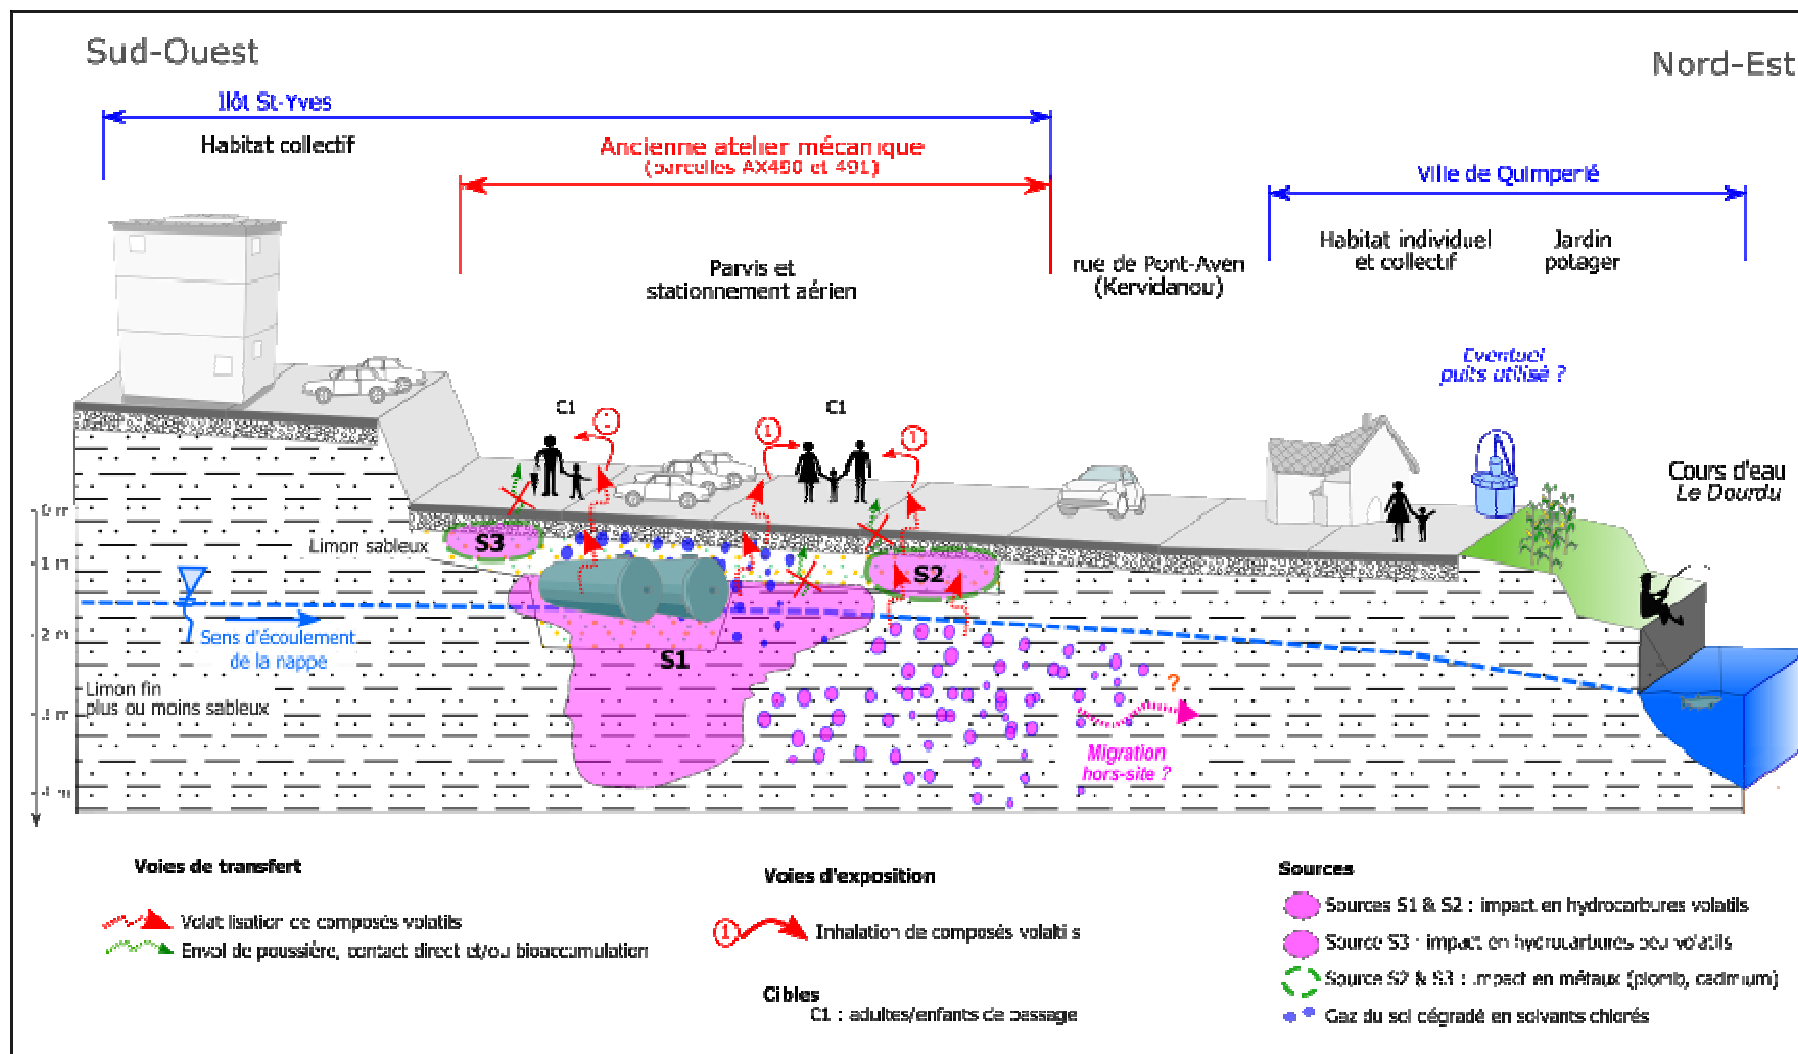 Sud-Ouest
Nord-Est
Ilôt St-Yves
Habitat collectif
Ancienne atelier mécanique
(parcelles AX490 et 491)
Ville de Quimperlé
Parvis et
stationnement aérien
rue de Pont-Aven
(Kervidanou)
Habitat individuel
et collectif
Jardin
potager
Eventuel
puits utilisé ?
C1
1
1
C1
1
Cours d'eau
Le Dourdu
0 m
Limon sableux
S3
S2
-1 m
Sens d'écoulement
de la nappe
-2 m
S1
Limon fin
plus ou moins sableux
-3 m
?
Migration
hors-site ?
-4 m
Voies de transfert
Volatilisation de composés volatils
Envol de poussière, contact direct et/ou bioaccumulation
Voies d'exposition
1 Inhalation de composés volatils
Cibles
C1 : adultes/enfants de passage
Sources
Sources S1 & S2 : impact en hydrocarbures volatils
Source S3 : impact en hydrocarbures peu volatils
Source S2 & S3 : impact en métaux (plomb, cadmium)
Gaz du sol dégradé en solvants chlorés